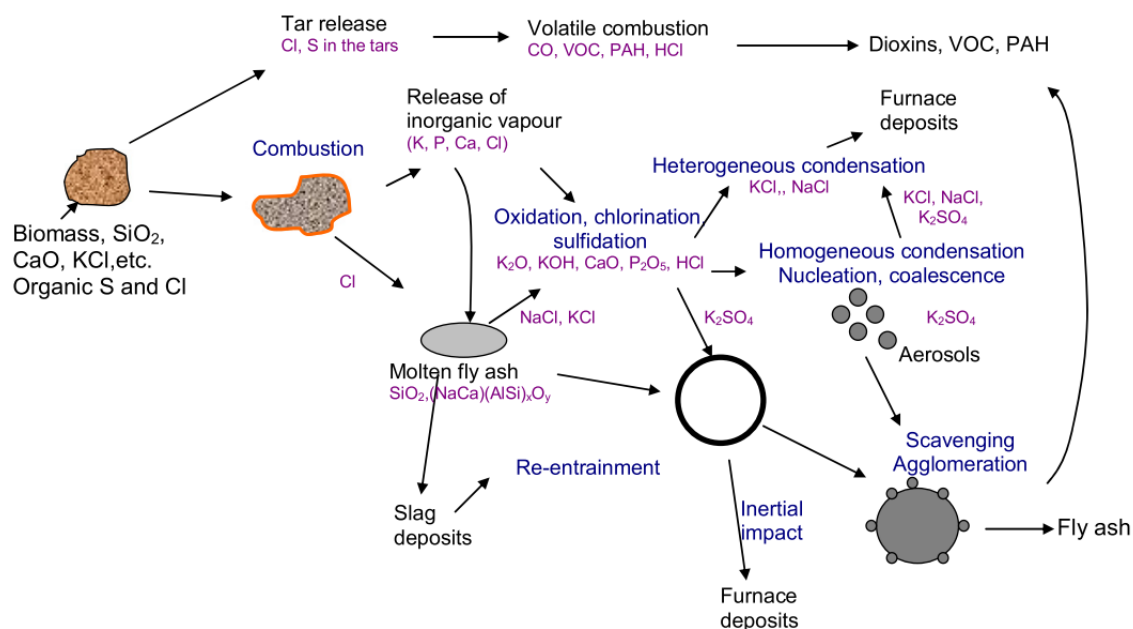 Tar release
Cl, S in the tars
Volatile combustion
CO, VOC, PAH, HCl
Dioxins, VOC, PAH
Release of
inorganic vapour
(K, P, Ca, Cl)
Furnace
deposits
Combustion
Heterogeneous condensation
KCl,, NaCl
KCl, NaCl,
K₂SO₄
Biomass, SiO₂,
CaO, KCl,etc.
Organic S and Cl
Oxidation, chlorination,
sulfidation
K₂O, KOH, CaO, P₂O₅, HCl
Homogeneous condensation
Nucleation, coalescence
Cl
NaCl, KCl
K₂SO₄
K₂SO₄
Aerosols
Molten fly ash
SiO₂,(NaCa)(AlSi)ₓOᵧ
Scavenging
Agglomeration
Re-entrainment
Slag
deposits
Inertial
impact
Fly ash
Furnace
deposits